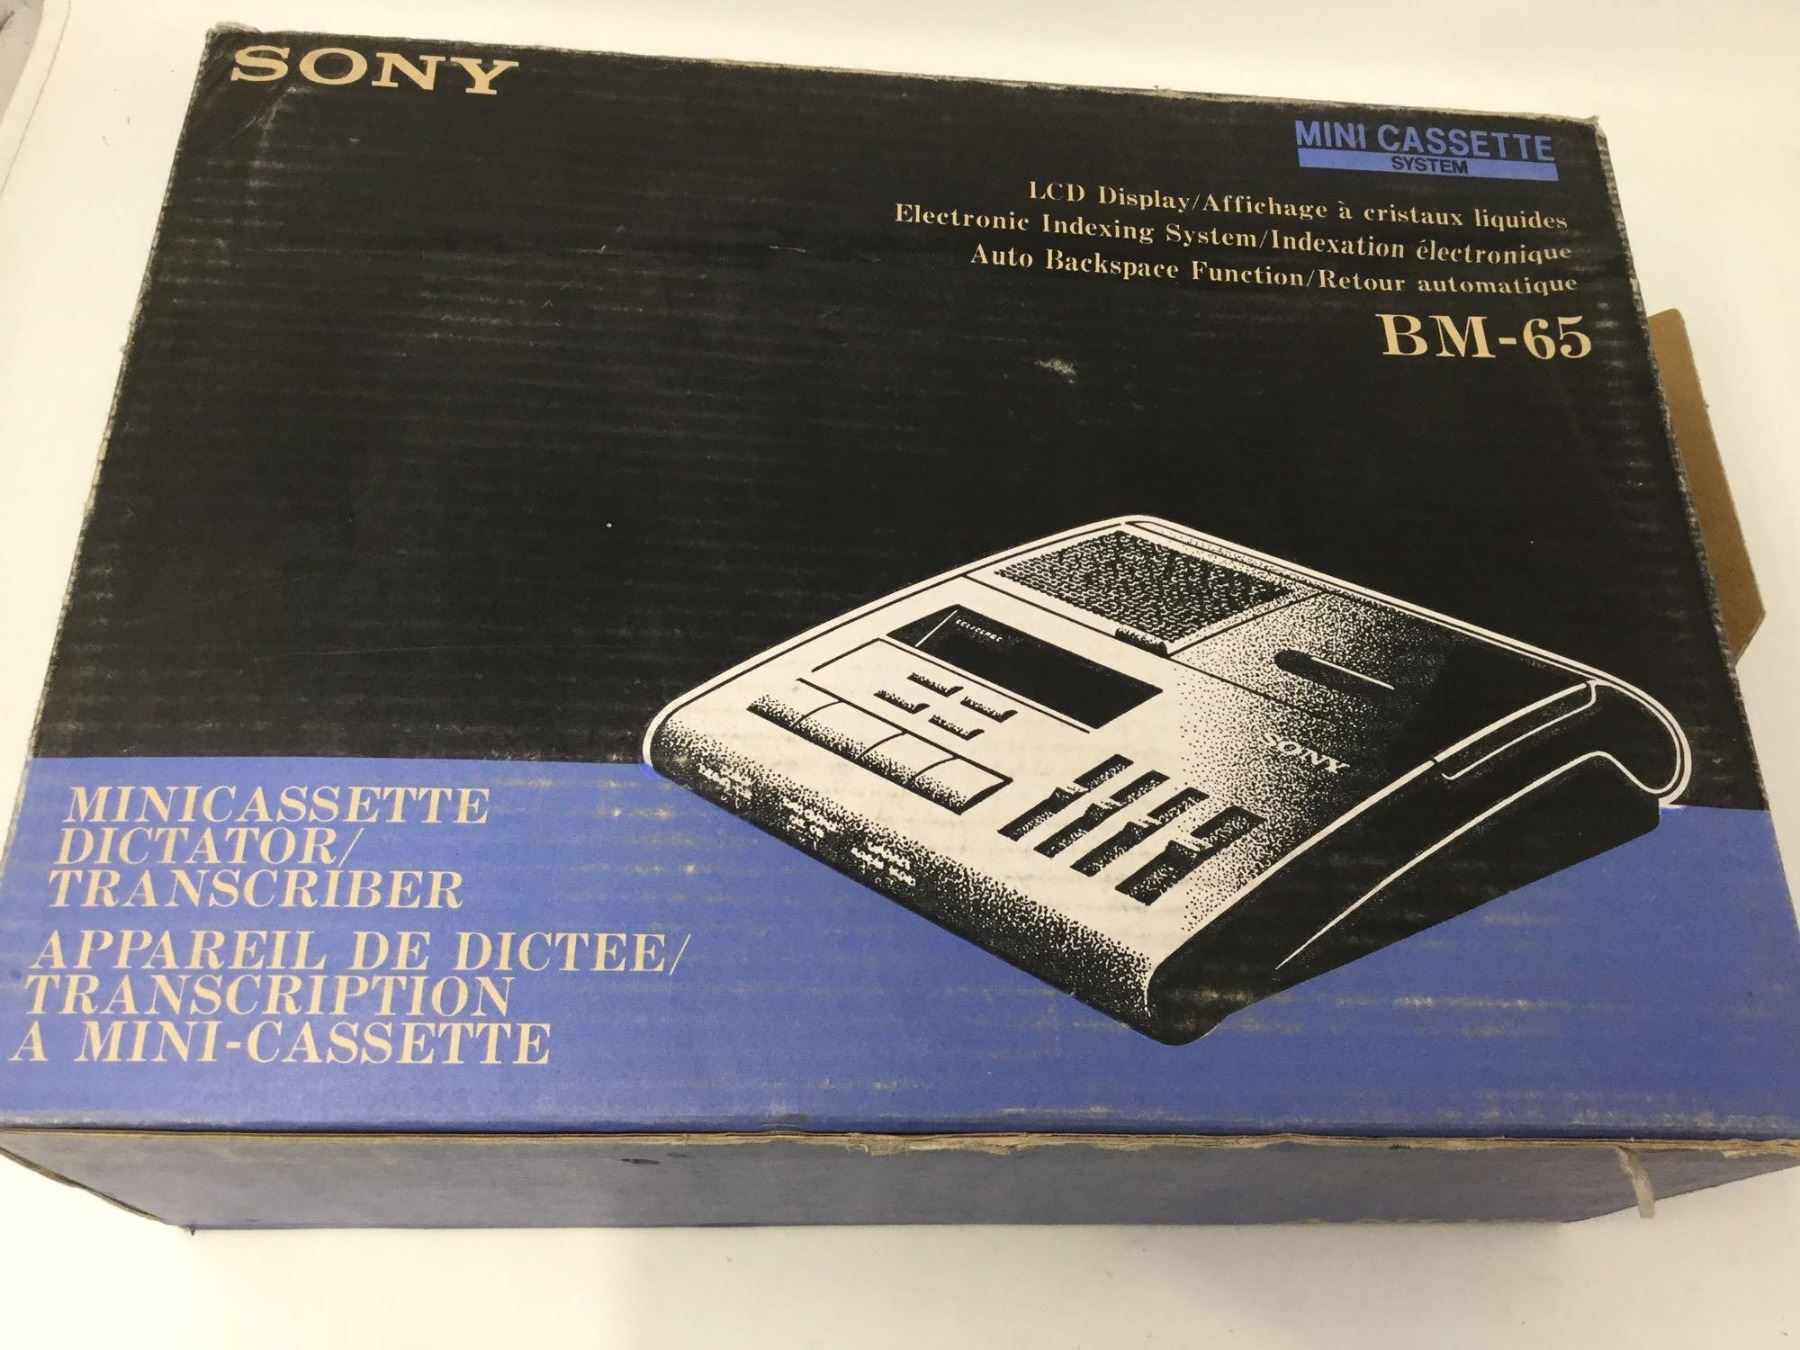 SONY
MINI CASSETTE
SYSTEM
LCD Display/Affichage à cristaux liquides
Electronic Indexing System/Indexation électronique
Auto Backspace Function/Retour automatique
BM-65
SONY
MINICASSETTE
DICTATOR/
TRANSCRIBER
APPAREIL DE DICTEE/
TRANSCRIPTION
A MINI-CASSETTE